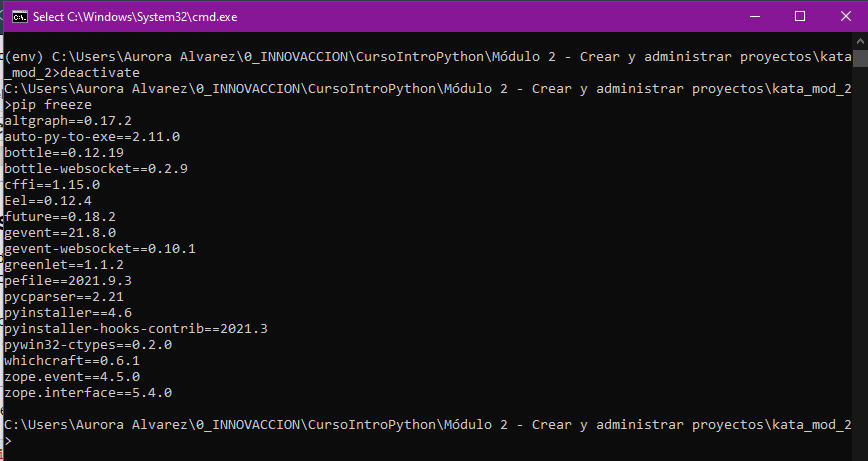 Select C:\Windows\System32\cmd.exe
(env) C:\Users\Aurora Alvarez\0_INNOVACCION\CursoIntroPython\Módulo 2 - Crear y administrar proyectos\kata
_mod_2>deactivate
C:\Users\Aurora Alvarez\0_INNOVACCION\CursoIntroPython\Módulo 2 - Crear y administrar proyectos\kata_mod_2
>pip freeze
altgraph==0.17.2
auto-py-to-exe==2.11.0
bottle==0.12.19
bottle-websocket==0.2.9
cffi==1.15.0
Eel==0.12.4
future==0.18.2
gevent==21.8.0
gevent-websocket==0.10.1
greenlet==1.1.2
pefile==2021.9.3
pycparser==2.21
pyinstaller==4.6
pyinstaller-hooks-contrib==2021.3
pywin32-ctypes==0.2.0
whichcraft==0.6.1
zope.event==4.5.0
zope.interface==5.4.0
C:\Users\Aurora Alvarez\0_INNOVACCION\CursoIntroPython\Módulo 2 - Crear y administrar proyectos\kata_mod_2
>